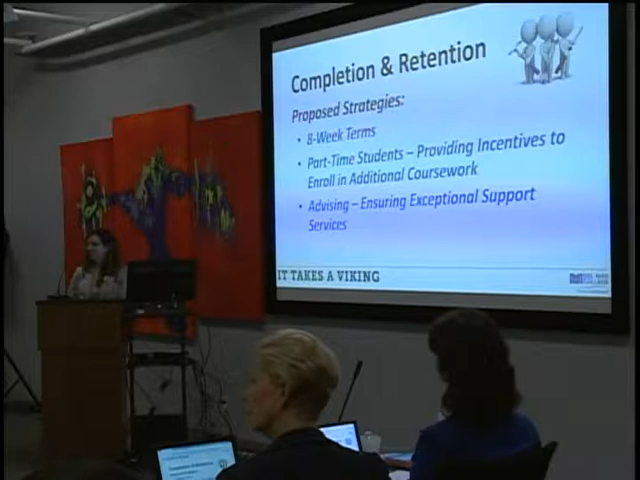 Completion & Retention
Proposed Strategies:
• 8-Week Terms
• Part-Time Students – Providing Incentives to
Enroll in Additional Coursework
• Advising – Ensuring Exceptional Support
Services
IT TAKES A VIKING